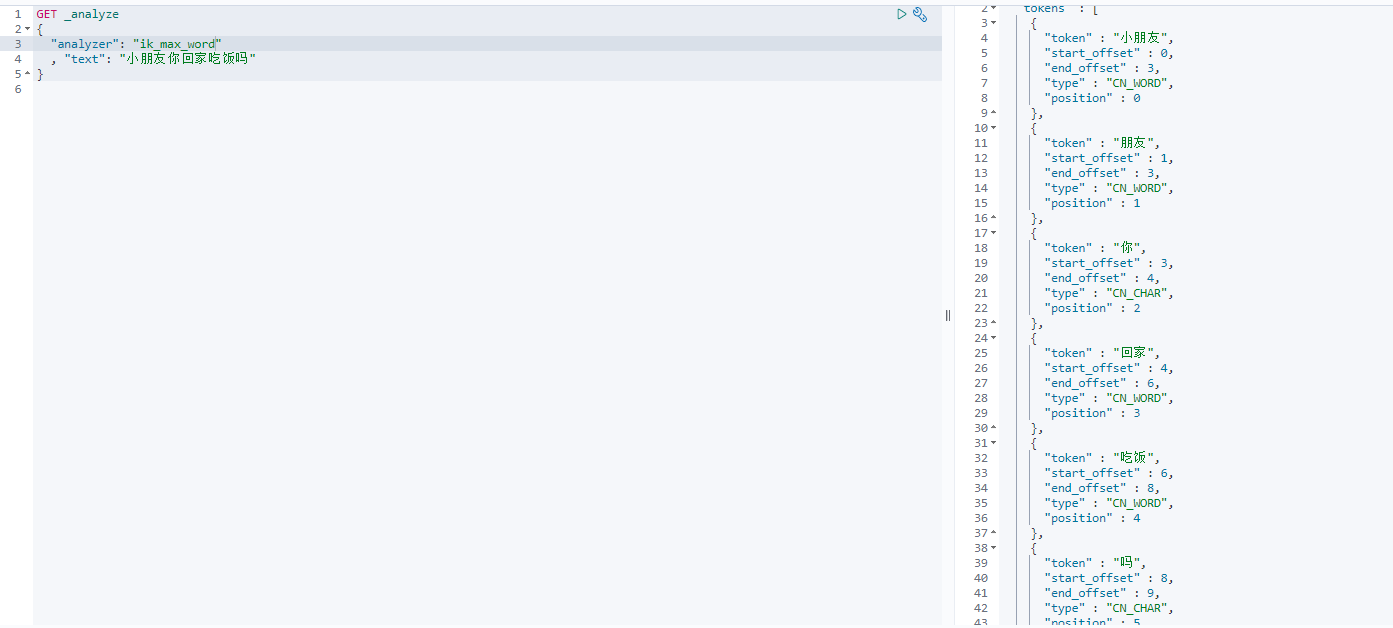 1 GET _analyze
2 {
3 "analyzer": "ik_max_word"
4 , "text": "小朋友你回家吃饭吗"
5 }
6
2 "tokens" : [
3 {
4 "token" : "小朋友",
5 "start_offset" : 0,
6 "end_offset" : 3,
7 "type" : "CN_WORD",
8 "position" : 0
9 },
10 {
11 "token" : "朋友",
12 "start_offset" : 1,
13 "end_offset" : 3,
14 "type" : "CN_WORD",
15 "position" : 1
16 },
17 {
18 "token" : "你",
19 "start_offset" : 3,
20 "end_offset" : 4,
21 "type" : "CN_CHAR",
22 "position" : 2
23 },
24 {
25 "token" : "回家",
26 "start_offset" : 4,
27 "end_offset" : 6,
28 "type" : "CN_WORD",
29 "position" : 3
30 },
31 {
32 "token" : "吃饭",
33 "start_offset" : 6,
34 "end_offset" : 8,
35 "type" : "CN_WORD",
36 "position" : 4
37 },
38 {
39 "token" : "吗",
40 "start_offset" : 8,
41 "end_offset" : 9,
42 "type" : "CN_CHAR",
43 "position" : 5